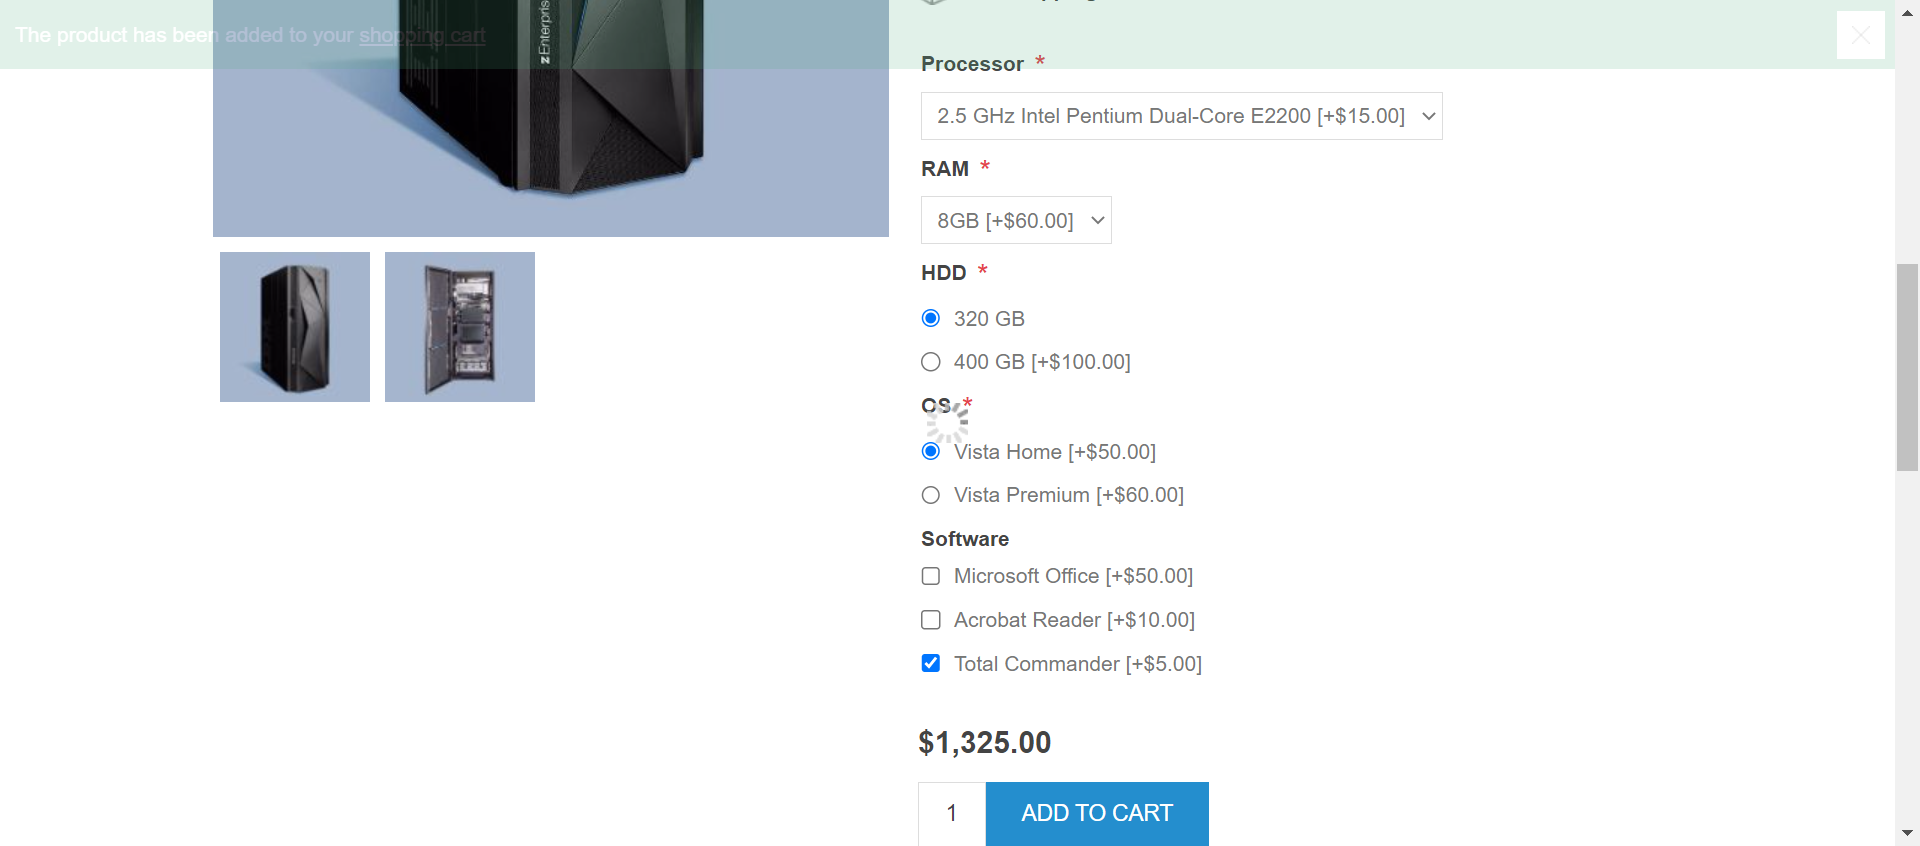 The product has been added to your shopping cart
zEnterprise
Processor *
2.5 GHz Intel Pentium Dual-Core E2200 [+$15.00]
RAM *
8GB [+$60.00]
HDD *
320 GB
400 GB [+$100.00]
OS *
Vista Home [+$50.00]
Vista Premium [+$60.00]
Software
Microsoft Office [+$50.00]
Acrobat Reader [+$10.00]
Total Commander [+$5.00]
$1,325.00
1
ADD TO CART